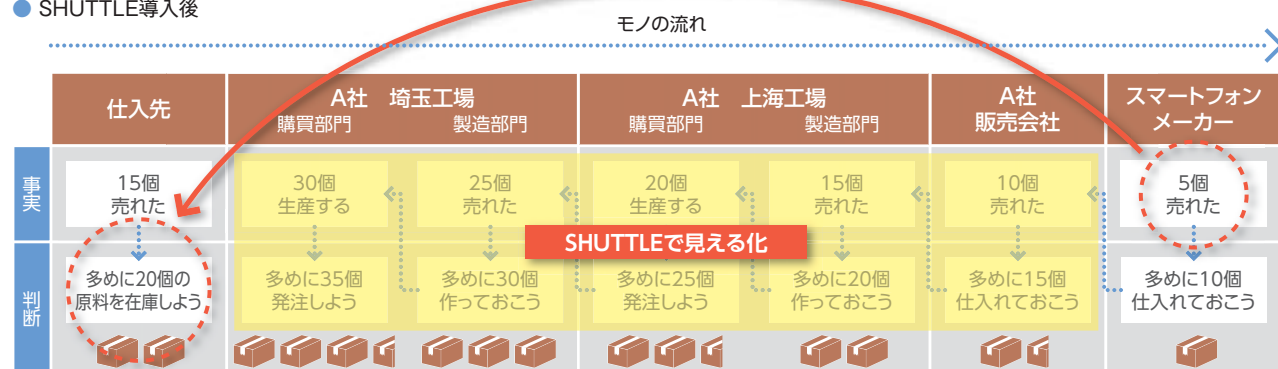 ● SHUTTLE導入後
モノの流れ
仕入先
A社 埼玉工場
購買部門 製造部門
A社 上海工場
購買部門 製造部門
A社
販売会社
スマートフォン
メーカー
事実
15個
売れた
30個
生産する
25個
売れた
20個
生産する
15個
売れた
10個
売れた
5個
売れた
SHUTTLEで見える化
判断
多めに20個の
原料を在庫しよう
多めに35個
発注しよう
多めに30個
作っておこう
多めに25個
発注しよう
多めに20個
作っておこう
多めに15個
仕入れておこう
多めに10個
仕入れておこう